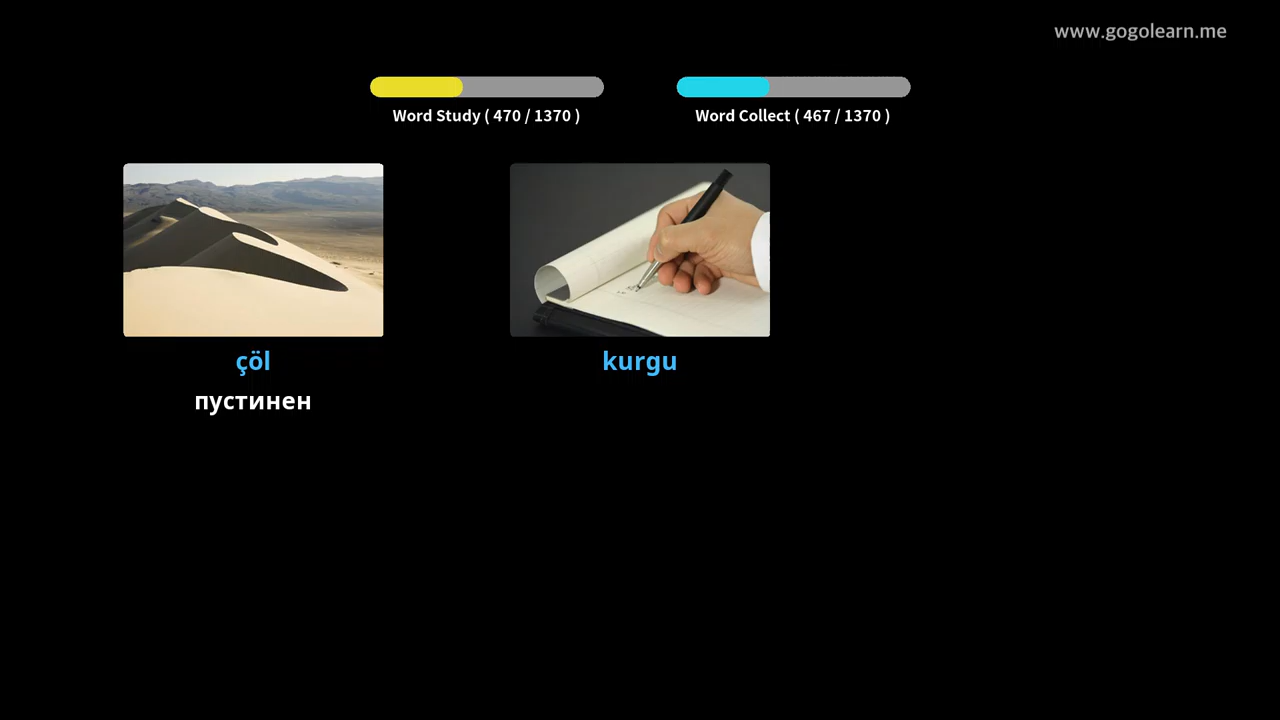 www.gogolearn.me
Word Study ( 470 / 1370 )
Word Collect ( 467 / 1370 )
çöl
kurgu
пустинен